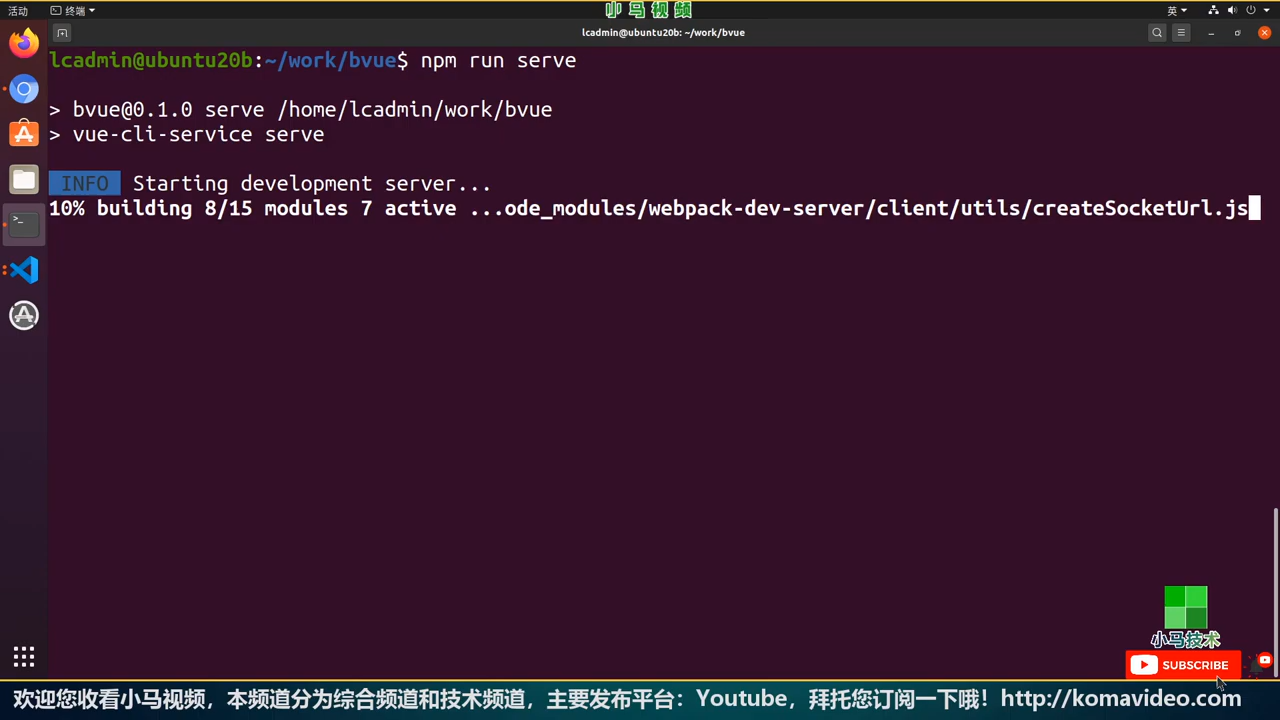 活动
终端
小马视频
英
lcadmin@ubuntu20b: ~/work/bvue
lcadmin@ubuntu20b:~/work/bvue$ npm run serve
> bvue@0.1.0 serve /home/lcadmin/work/bvue
> vue-cli-service serve
INFO Starting development server...
10% building 8/15 modules 7 active ...ode_modules/webpack-dev-server/client/utils/createSocketUrl.js
小马技术
SUBSCRIBE
欢迎您收看小马视频，本频道分为综合频道和技术频道，主要发布平台：Youtube，拜托您订阅一下哦！http://komavideo.com